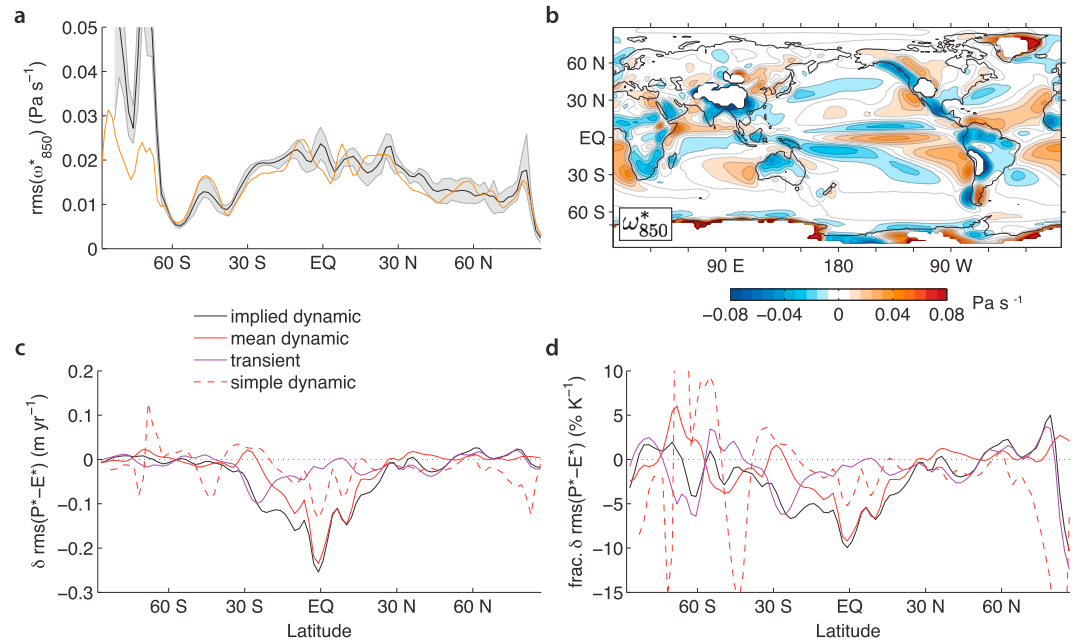 a
0.05
0.04
0.03
0.02
0.01
0
rms(ω*850) (Pa s−1)
60 S
30 S
EQ
30 N
60 N
b
60 N
30 N
EQ
30 S
60 S
ω*850
90 E
180
90 W
−0.08
−0.04
0
0.04
0.08
Pa s -1
implied dynamic
mean dynamic
transient
simple dynamic
c
0.2
0.1
0
−0.1
−0.2
−0.3
δ rms(P*−E*) (m yr−1)
60 S
30 S
EQ
30 N
60 N
Latitude
d
10
5
0
−5
−10
−15
frac. δ rms(P*−E*) (% K−1)
60 S
30 S
EQ
30 N
60 N
Latitude